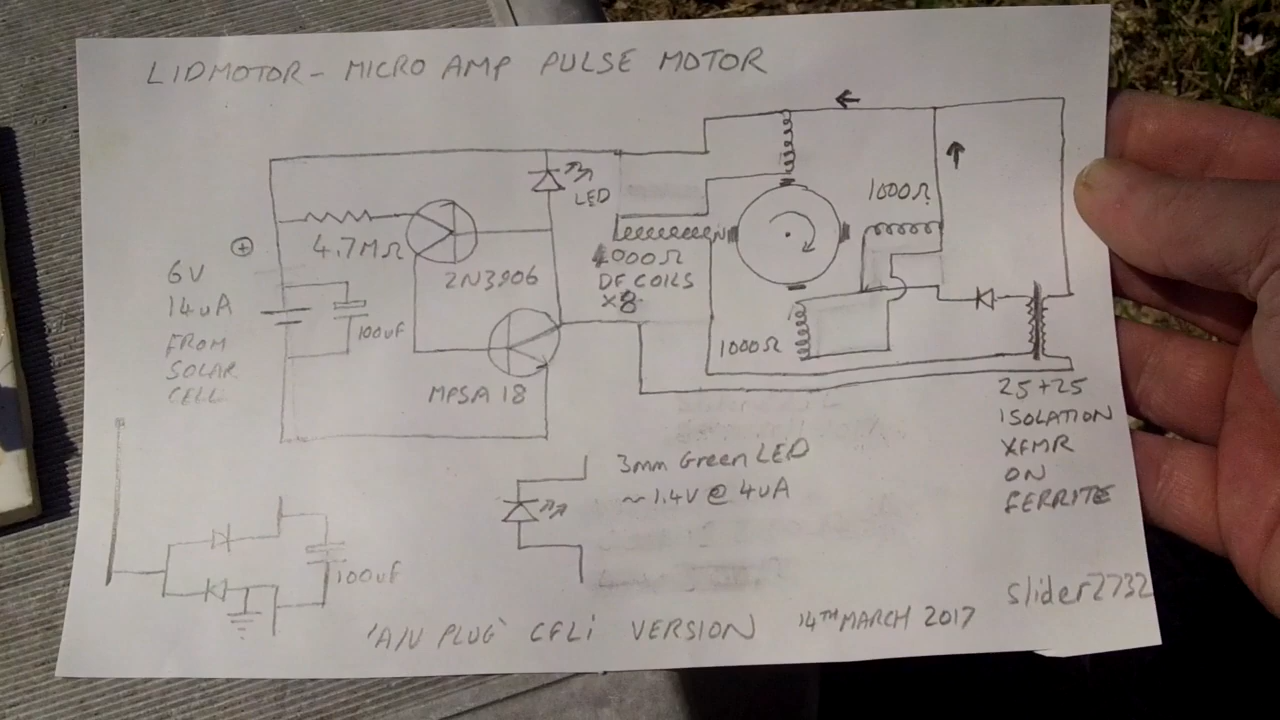 LIDMOTOR - MICRO AMP PULSE MOTOR
LED
1000Ω
4.7MΩ
2N3906
1000Ω
DF COILS
X8
6V
14uA
FROM
SOLAR
CELL
100uF
MPSA 18
1000Ω
25+25
ISOLATION
XFMR
ON
FERRITE
3mm Green LED
~1.4V @ 4uA
100uF
'A/V PLUG' CFLi VERSION 14TH MARCH 2017
slider2732